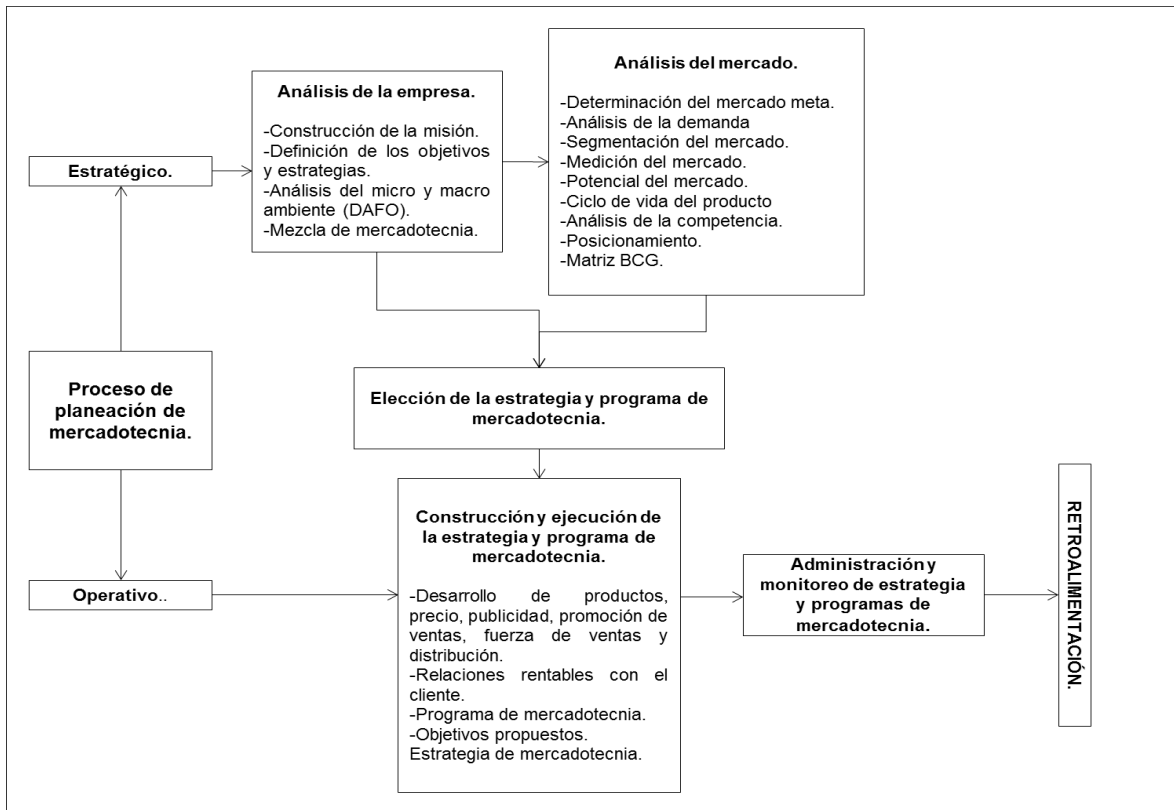 Análisis de la empresa.
-Construcción de la misión.
-Definición de los objetivos
y estrategias.
-Análisis del micro y macro
ambiente (DAFO).
-Mezcla de mercadotecnia.
Análisis del mercado.
-Determinación del mercado meta.
-Análisis de la demanda
-Segmentación del mercado.
-Medición del mercado.
-Potencial del mercado.
-Ciclo de vida del producto
-Análisis de la competencia.
-Posicionamiento.
-Matriz BCG.
Estratégico.
Proceso de
planeación de
mercadotecnia.
Elección de la estrategia y programa de
mercadotecnia.
Operativo..
Construcción y ejecución de
la estrategia y programa de
mercadotecnia.
-Desarrollo de productos,
precio, publicidad, promoción de
ventas, fuerza de ventas y
distribución.
-Relaciones rentables con el
cliente.
-Programa de mercadotecnia.
-Objetivos propuestos.
Estrategia de mercadotecnia.
Administración y
monitoreo de estrategia
y programas de
mercadotecnia.
RETROALIMENTACIÓN.